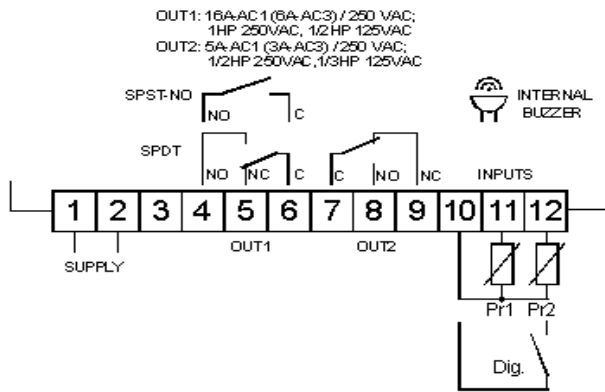 OUT1: 16A-AC1 (6A-AC3) / 250 VAC;
1HP 250VAC, 1/2HP 125VAC
OUT2: 5A-AC1 (3A-AC3) / 250 VAC;
1/2HP 250VAC, 1/3HP 125VAC
SPST-NO
NO C
INTERNAL
BUZZER
SPDT
NO NC C C NO NC INPUTS
1 2 3 4 5 6 7 8 9 10 11 12
SUPPLY OUT1 OUT2
Pr1 Pr2
Dig.